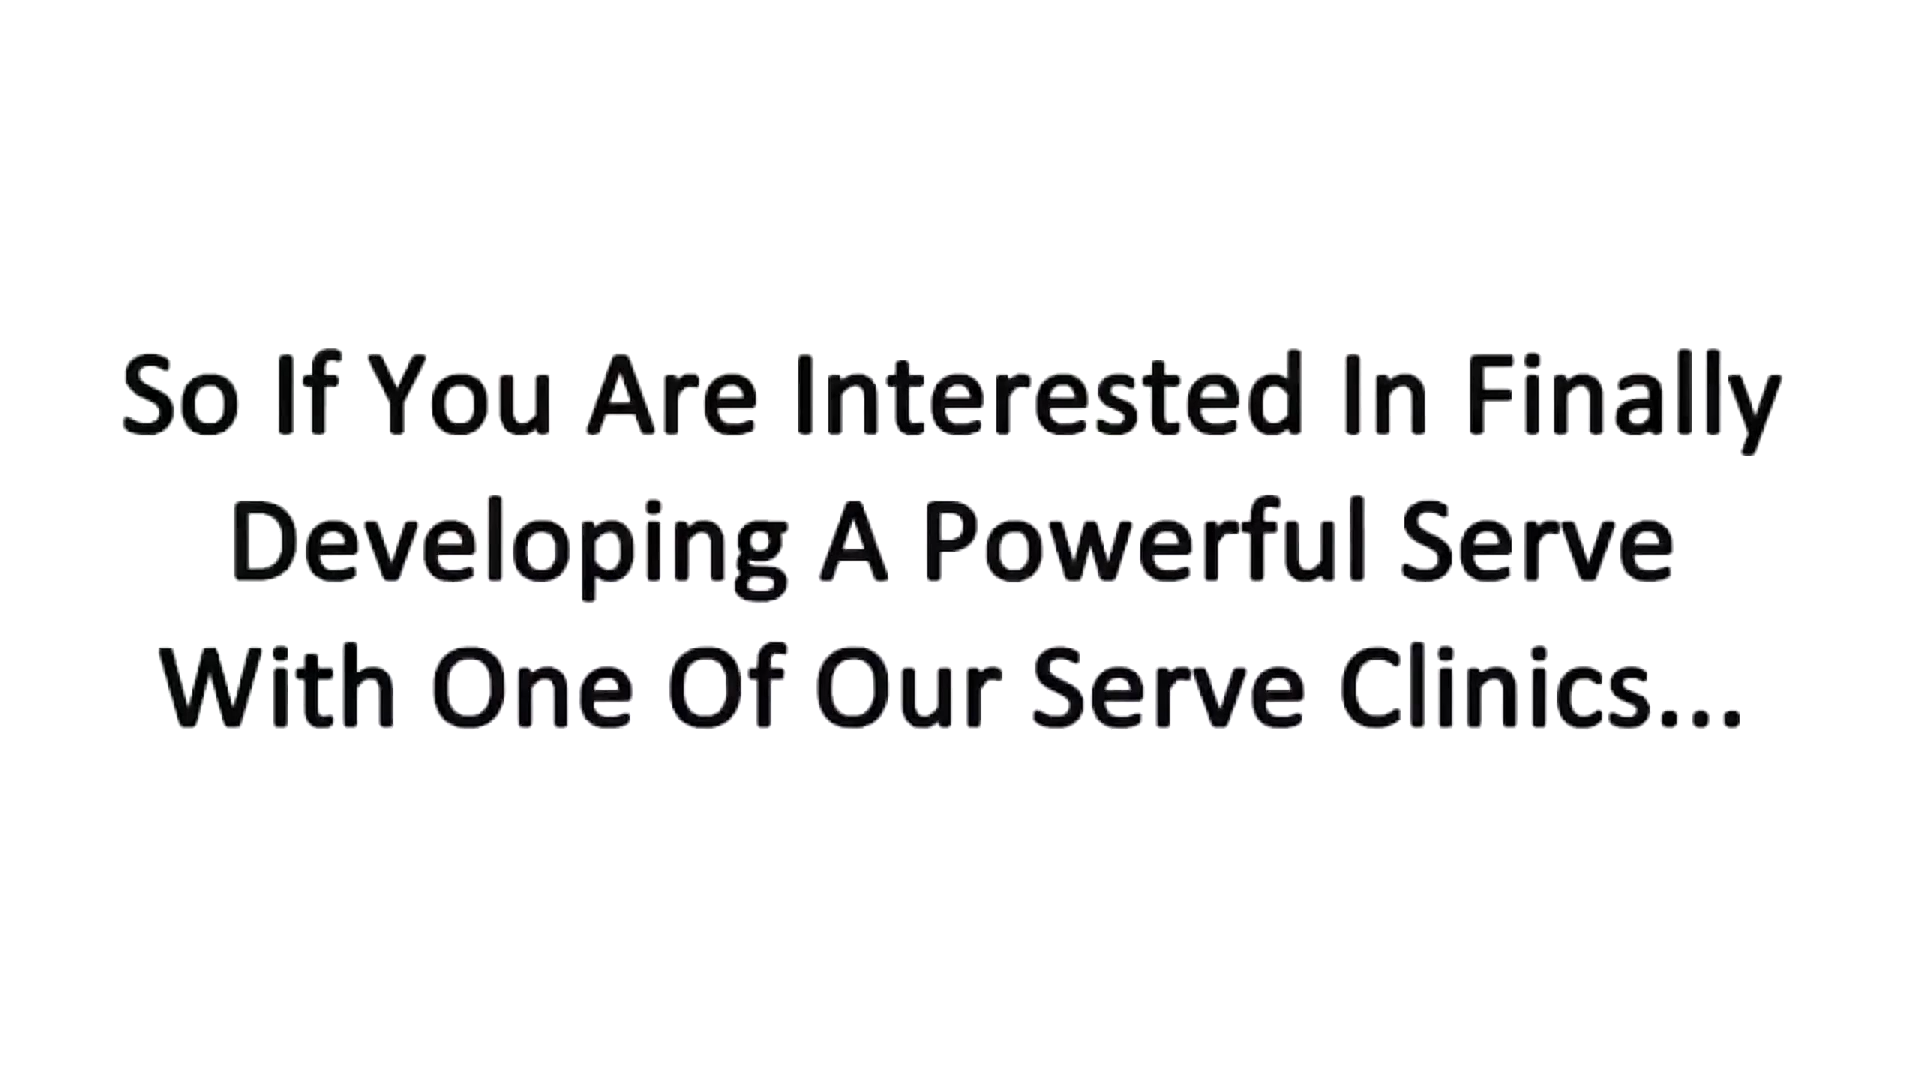 So If You Are Interested In Finally
Developing A Powerful Serve
With One Of Our Serve Clinics...